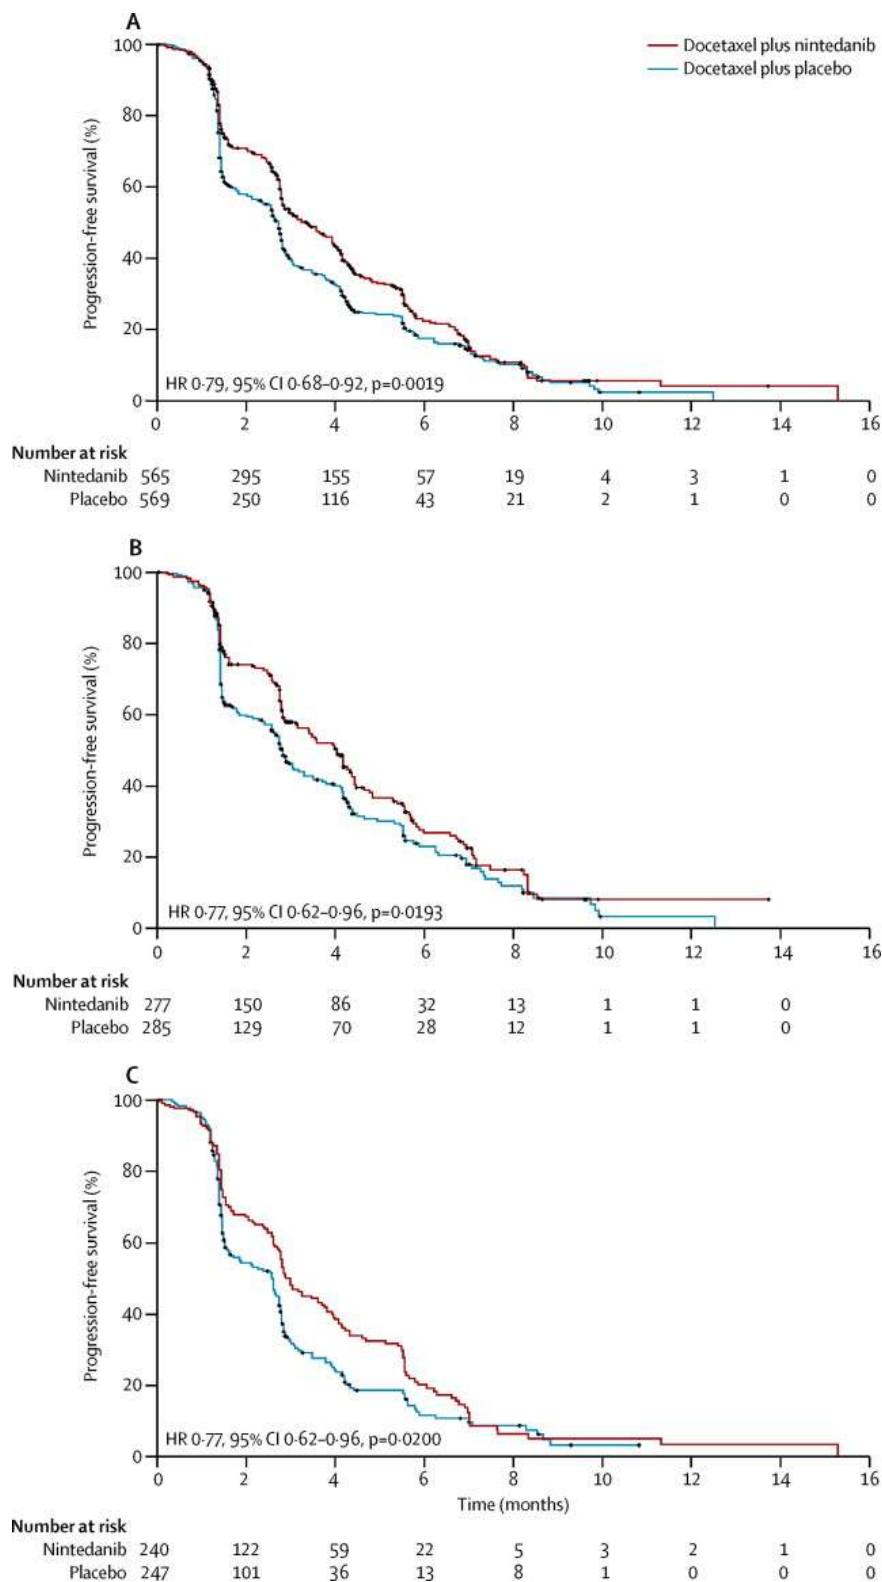 A
Docetaxel plus nintedanib
Docetaxel plus placebo
Progression-free survival (%)
100
80
60
40
20
0
HR 0·79, 95% CI 0·68–0·92, p=0·0019
0 2 4 6 8 10 12 14 16
Number at risk
Nintedanib 565 295 155 57 19 4 3 1 0
Placebo 569 250 116 43 21 2 1 0 0
B
Progression-free survival (%)
100
80
60
40
20
0
HR 0·77, 95% CI 0·62–0·96, p=0·0193
0 2 4 6 8 10 12 14 16
Number at risk
Nintedanib 277 150 86 32 13 1 1 0
Placebo 285 129 70 28 12 1 1 0
C
Progression-free survival (%)
100
80
60
40
20
0
HR 0·77, 95% CI 0·62–0·96, p=0·0200
0 2 4 6 8 10 12 14 16
Time (months)
Number at risk
Nintedanib 240 122 59 22 5 3 2 1 0
Placebo 247 101 36 13 8 1 0 0 0